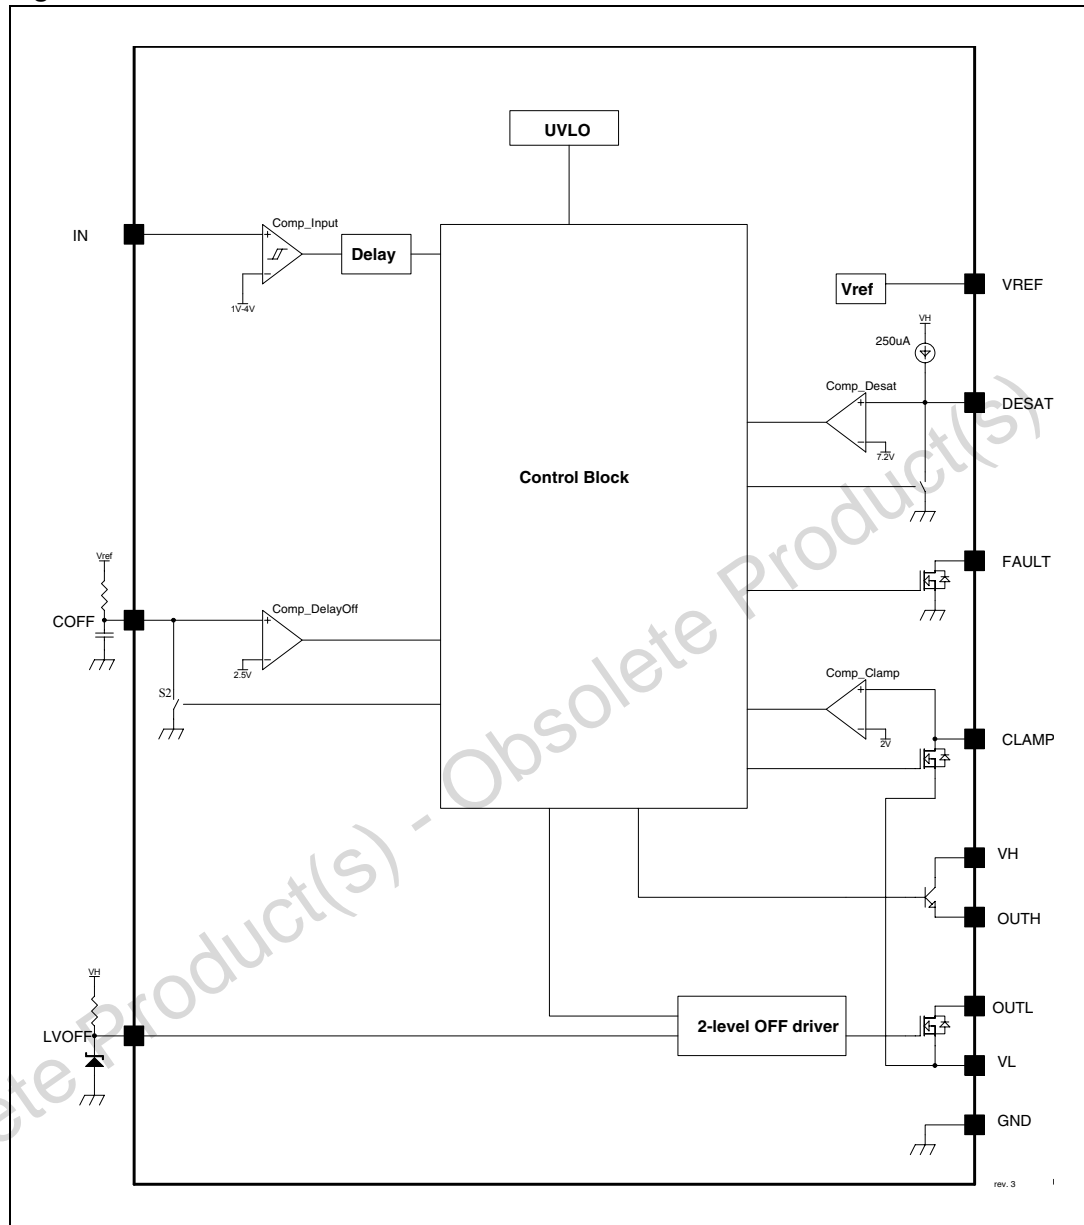 UVLO
Comp_Input
IN
+
Delay
−
1V-4V
Vref
VREF
VH
250uA
Comp_Desat
+
DESAT
−
7.2V
Control Block
Vref
FAULT
Comp_DelayOff
COFF
+
−
2.5V
S2
Comp_Clamp
+
−
2V
CLAMP
VH
OUTH
VH
OUTL
2-level OFF driver
LVOFF
VL
GND
rev. 3
Obsolete Product(s) - Obsolete Product(s)